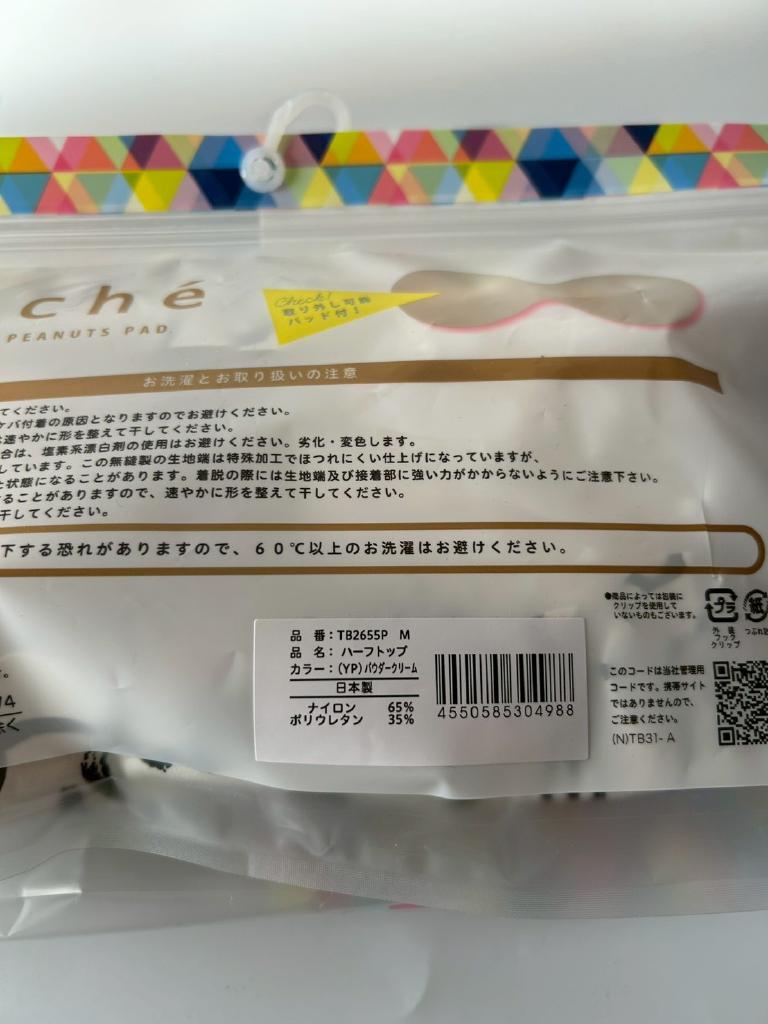 ché
PEANUTS PAD
Check!
取り外し可能
パッド付!
お洗濯とお取り扱いの注意
てください。
ケバ付着の原因となりますのでお避けください。
速やかに形を整えて干してください。
合は、塩素系漂白剤の使用はお避けください。劣化・変色します。
しています。この無縫製の生地端は特殊加工でほつれにくい仕上げになっていますが、
状態になることがあります。着脱の際には生地端及び接着部に強い力がかからないようにご注意下さい。
ることがありますので、速やかに形を整えて干してください。
干してください。
下する恐れがありますので、60℃以上のお洗濯はお避けください。
●商品によっては包装に
クリップを使用して
いないものもございます。
プラ
紙
外装
フック
クリップ
品 番:TB2655P M
品 名:ハーフトップ
カラー:(YP)パウダークリーム
日本製
ナイロン 65%
ポリウレタン 35%
4550585304988
このコードは当社管理用
コードです。携帯サイト
ではありませんので、
ご注意ください。
(N)TB31-A